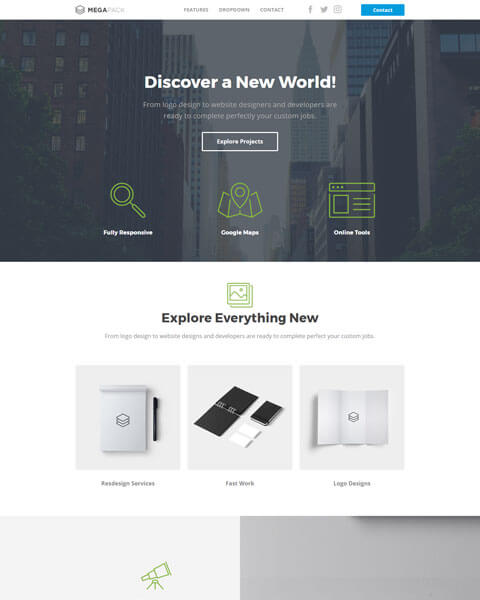 MEGAPACK
FEATURES DROPDOWN CONTACT
Contact
Discover a New World!
From logo design to website designers and developers are
ready to complete perfectly your custom jobs.
Explore Projects
Fully Responsive
Google Maps
Online Tools
Explore Everything New
From logo design to website designs and developers are ready to complete perfect your custom jobs.
Resdesign Services
Fast Work
Logo Designs